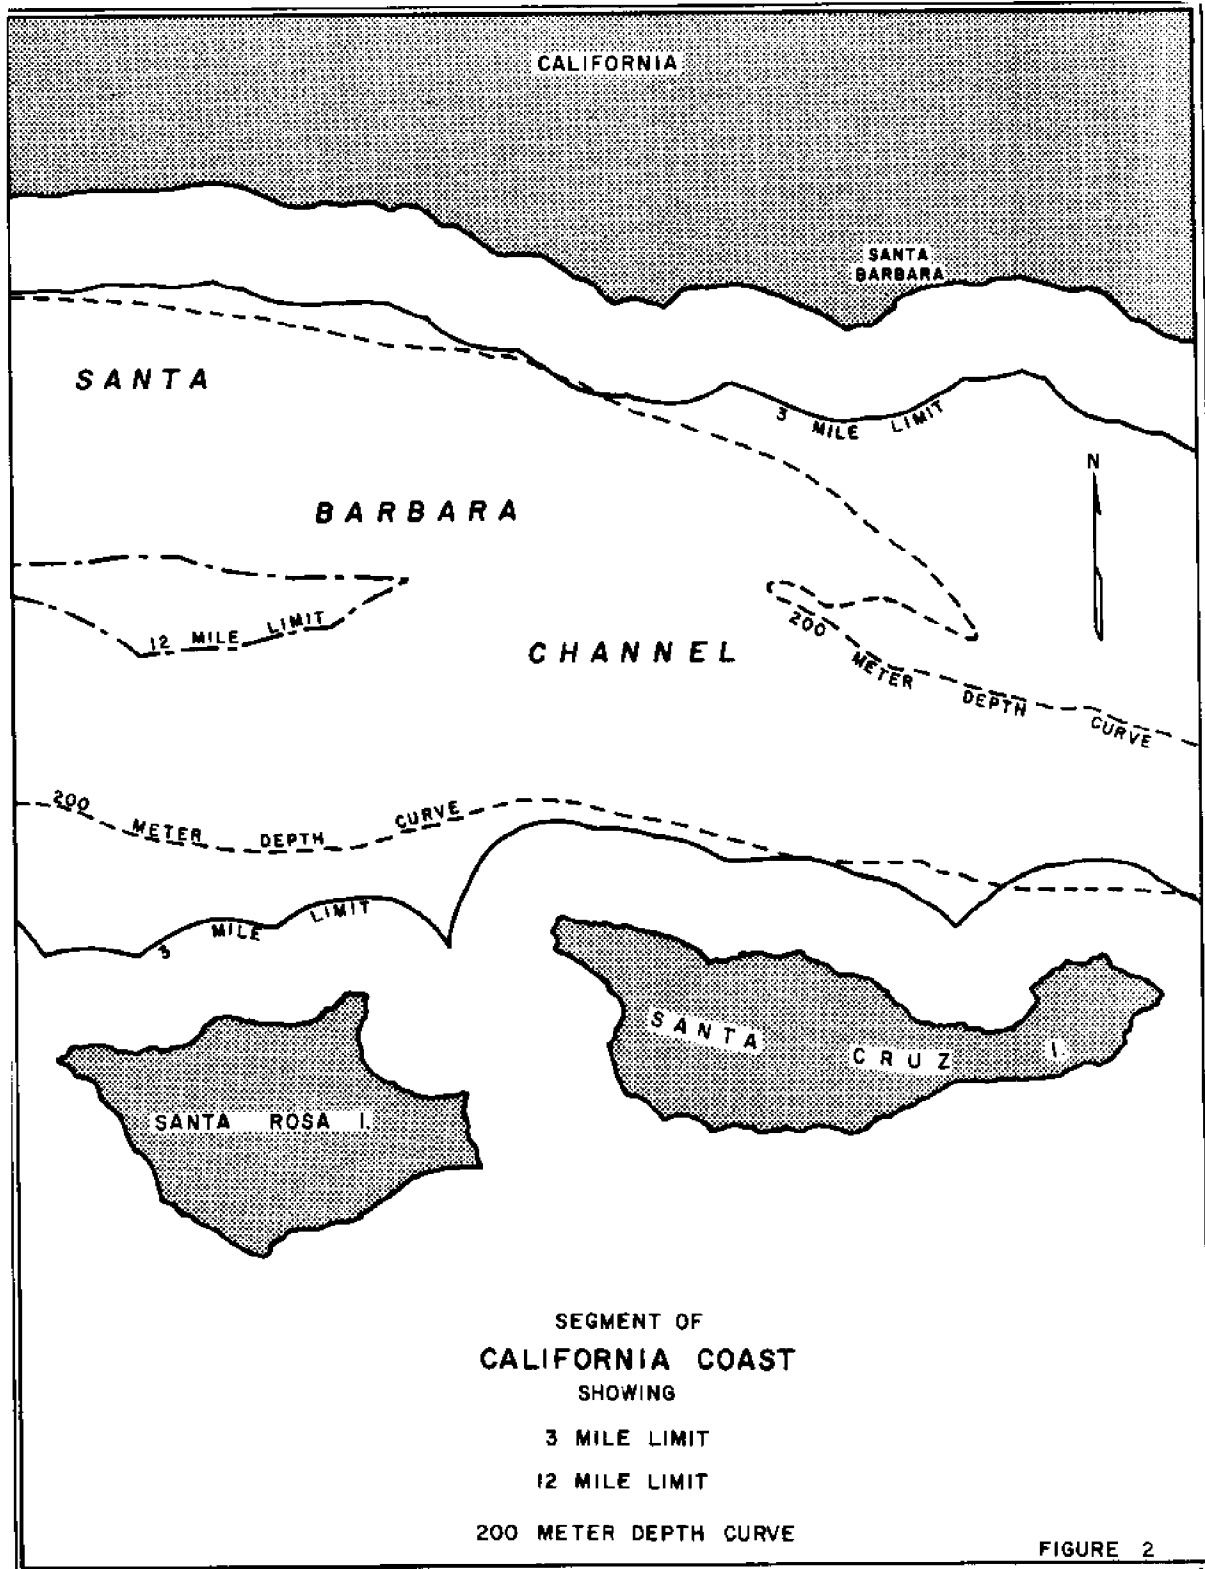 CALIFORNIA
SANTA
BARBARA
SANTA
3 MILE LIMIT
N
BARBARA
12 MILE LIMIT
CHANNEL
200 METER DEPTH CURVE
200 METER DEPTH CURVE
3 MILE LIMIT
SANTA CRUZ I.
SANTA ROSA I.
SEGMENT OF
CALIFORNIA COAST
SHOWING
3 MILE LIMIT
12 MILE LIMIT
200 METER DEPTH CURVE
FIGURE 2